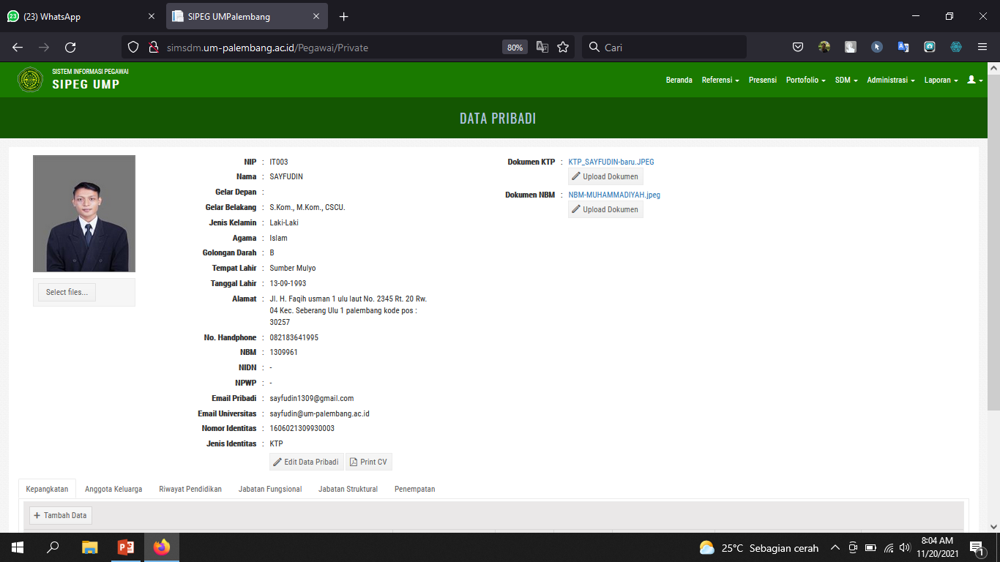 (23) WhatsApp
SIPEG UMPalembang
simsdm.um-palembang.ac.id/Pegawai/Private
80%
Cari
SISTEM INFORMASI PEGAWAI
SIPEG UMP
Beranda Referensi Presensi Portofolio SDM Administrasi Laporan
DATA PRIBADI
NIP : IT003
Nama : SAYFUDIN
Gelar Depan :
Gelar Belakang : S.Kom., M.Kom., CSCU.
Jenis Kelamin : Laki-Laki
Agama : Islam
Golongan Darah : B
Tempat Lahir : Sumber Mulyo
Tanggal Lahir : 13-09-1993
Alamat : Jl. H. Faqih usman 1 ulu laut No. 2345 Rt. 20 Rw.
04 Kec. Seberang Ulu 1 palembang kode pos :
30257
No. Handphone : 082183641995
NBM : 1309961
NIDN : -
NPWP : -
Email Pribadi : sayfudin1309@gmail.com
Email Universitas : sayfudin@um-palembang.ac.id
Nomor Identitas : 1606021309930003
Jenis Identitas : KTP
Edit Data Pribadi Print CV
Dokumen KTP : KTP_SAYFUDIN-baru.JPEG
Upload Dokumen
Dokumen NBM : NBM-MUHAMMADIYAH.jpeg
Upload Dokumen
Select files...
Kepangkatan Anggota Keluarga Riwayat Pendidikan Jabatan Fungsional Jabatan Struktural Penempatan
+ Tambah Data
25°C Sebagian cerah
8:04 AM
11/20/2021
1